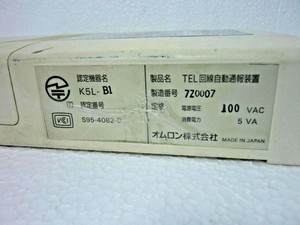 認定機器名
K5L-B1
認定番号
S95-4082-0
VCCI
製品名 TEL回線自動通報装置
製造番号 7Z0007
定格 電源電圧 100 VAC
消費電力 5 VA
オムロン株式会社 MADE IN JAPAN